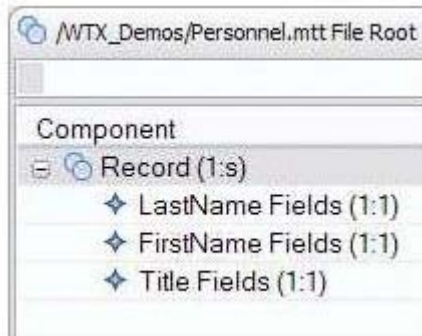 /WTX_Demos/Personnel.mtt File Root
Component
Record (1:s)
LastName Fields (1:1)
FirstName Fields (1:1)
Title Fields (1:1)